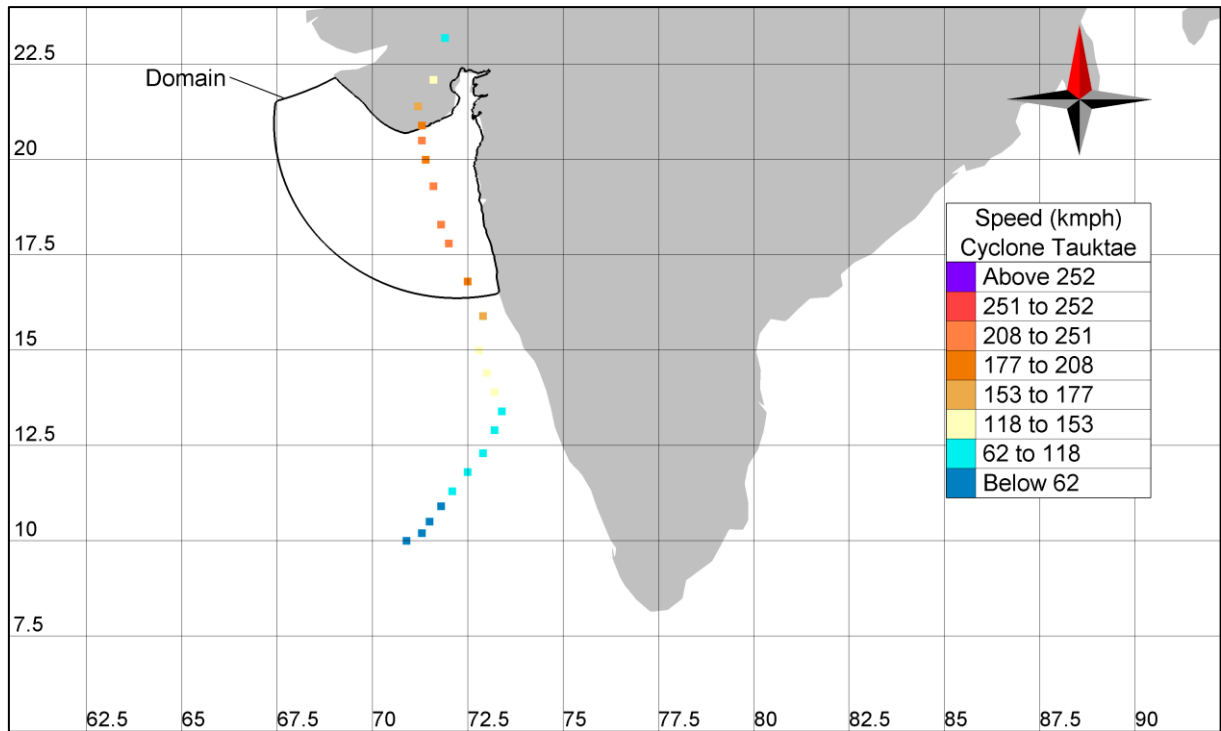 22.5
Domain
20
17.5
15
12.5
10
7.5
62.5 65 67.5 70 72.5 75 77.5 80 82.5 85 87.5 90
Speed (kmph)
Cyclone Tauktae
Above 252
251 to 252
208 to 251
177 to 208
153 to 177
118 to 153
62 to 118
Below 62